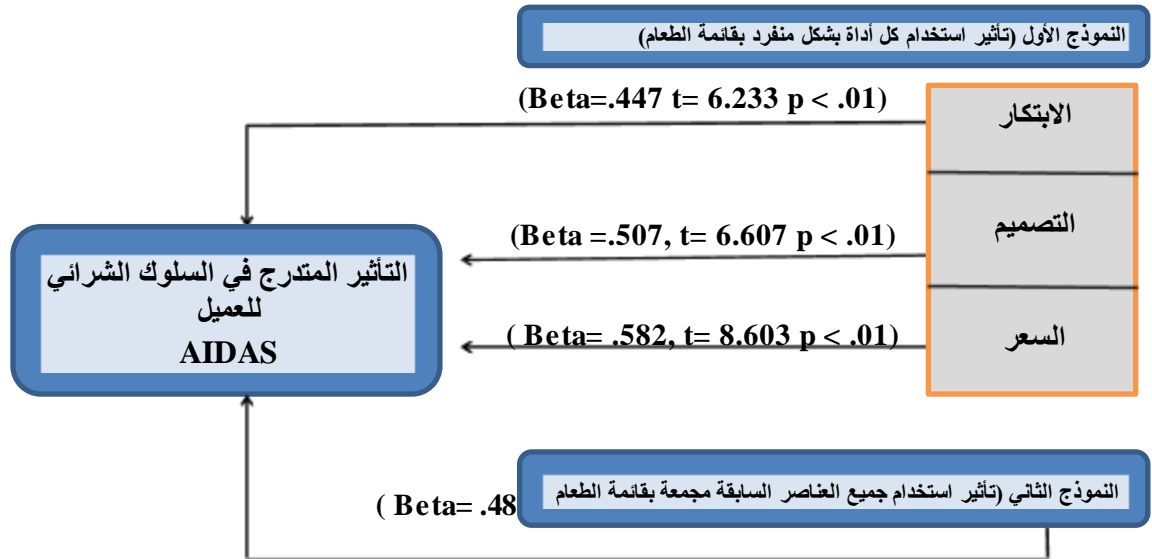 النموذج الأول (تأثير استخدام كل أداة بشكل منفرد بقائمة الطعام)
(Beta=.447 t= 6.233 p < .01)
الابتكار
(Beta =.507, t= 6.607 p < .01)
التصميم
التأثير المتدرج في السلوك الشرائي
للعميل
AIDAS
( Beta= .582, t= 8.603 p < .01)
السعر
النموذج الثاني (تأثير استخدام جميع العناصر السابقة مجمعة بقائمة الطعام
( Beta= .48